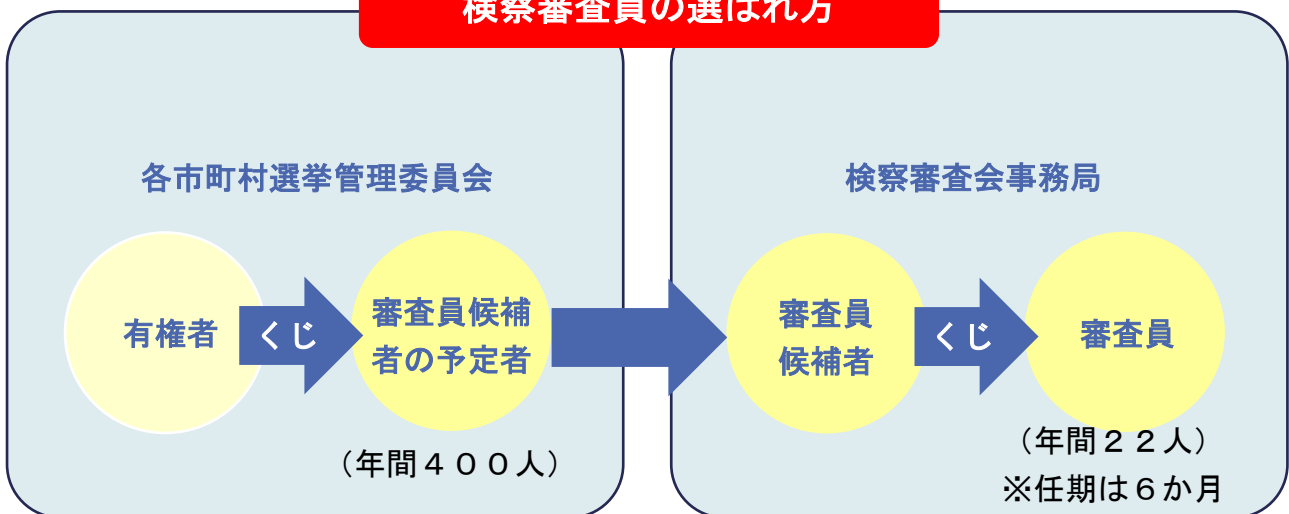 検察審査員の選ばれ方
各市町村選挙管理委員会
有権者
くじ
審査員候補
者の予定者
（年間４００人）
検察審査会事務局
審査員
候補者
くじ
審査員
（年間２２人）
※任期は６か月